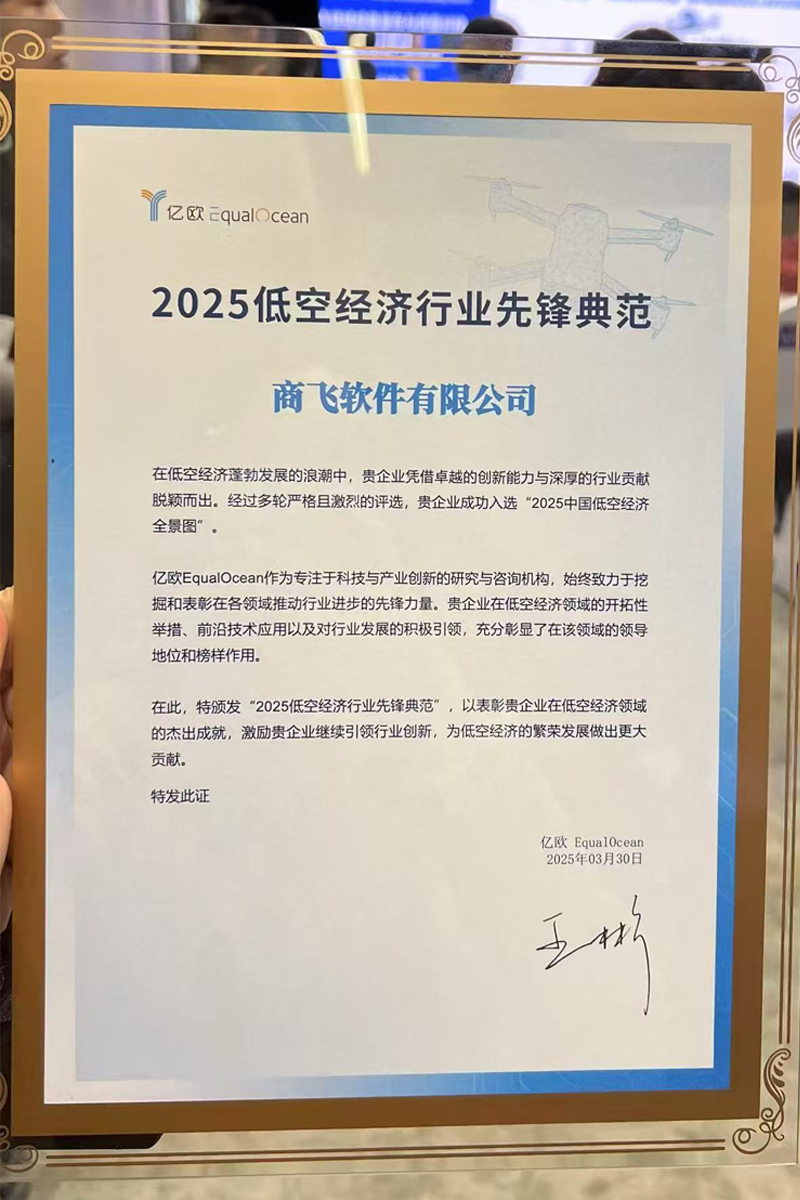 亿欧 EqualOcean
2025低空经济行业先锋典范
商飞软件有限公司
在低空经济蓬勃发展的浪潮中，贵企业凭借卓越的创新能力与深厚的行业贡献
脱颖而出。经过多轮严格且激烈的评选，贵企业成功入选“2025中国低空经济
全景图”。
亿欧EqualOcean作为专注于科技与产业创新的研究与咨询机构，始终致力于挖
掘和表彰在各领域推动行业进步的先锋力量。贵企业在低空经济领域的开拓性
举措、前沿技术应用以及对行业发展的积极引领，充分彰显了在该领域的领导
地位和榜样作用。
在此，特颁发“2025低空经济行业先锋典范”，以表彰贵企业在低空经济领域
的杰出成就，激励贵企业继续引领行业创新，为低空经济的繁荣发展做出更大
贡献。
特发此证
亿欧 EqualOcean
2025年03月30日
王彬